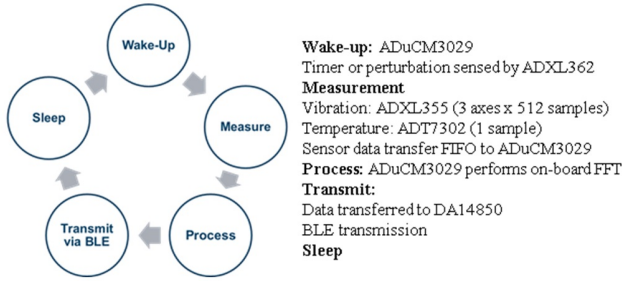 Wake-Up
Measure
Process
Transmit
via BLE
Sleep
Wake-up: ADuCM3029
Timer or perturbation sensed by ADXL362
Measurement
Vibration: ADXL355 (3 axes x 512 samples)
Temperature: ADT7302 (1 sample)
Sensor data transfer FIFO to ADuCM3029
Process: ADuCM3029 performs on-board FFT
Transmit:
Data transferred to DA14850
BLE transmission
Sleep